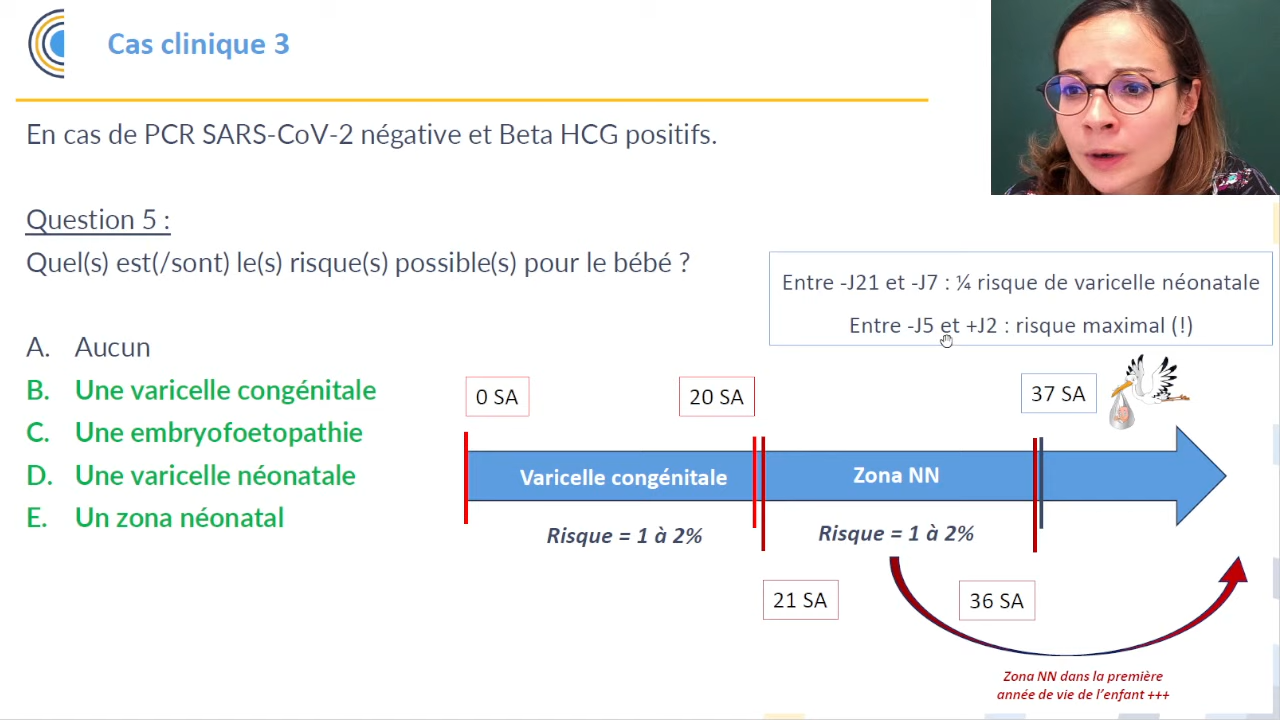 Cas clinique 3
En cas de PCR SARS-CoV-2 négative et Beta HCG positifs.
Question 5 :
Quel(s) est(/sont) le(s) risque(s) possible(s) pour le bébé ?
Entre -J21 et -J7 : ¼ risque de varicelle néonatale
Entre -J5 et +J2 : risque maximal (!)
A. Aucun
B. Une varicelle congénitale
C. Une embryofoetopathie
D. Une varicelle néonatale
E. Un zona néonatal
0 SA
20 SA
37 SA
Varicelle congénitale
Zona NN
Risque = 1 à 2%
Risque = 1 à 2%
21 SA
36 SA
Zona NN dans la première
année de vie de l'enfant +++